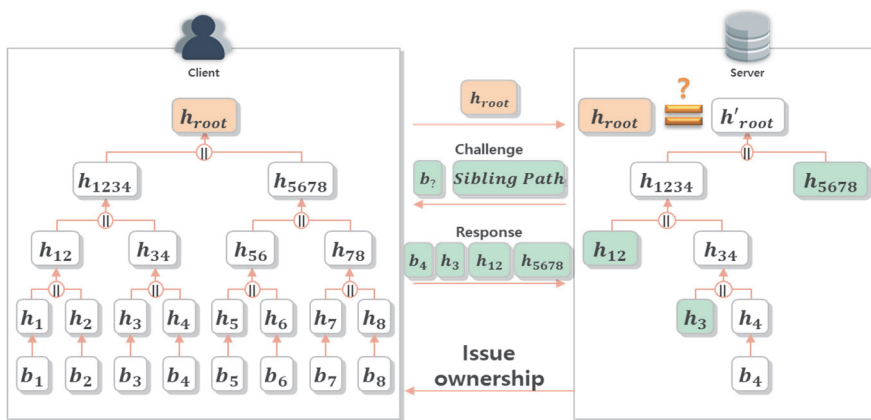 Client
Server
h_root
h_root
h_root
?
h'_root
||
||
Challenge
h_1234
h_5678
b_?
Sibling Path
h_1234
h_5678
||
||
||
Response
h_12
h_34
h_56
h_78
b_4
h_3
h_12
h_5678
h_12
h_34
||
||
||
||
||
h_1
h_2
h_3
h_4
h_5
h_6
h_7
h_8
h_3
h_4
Issue
ownership
b_1
b_2
b_3
b_4
b_5
b_6
b_7
b_8
b_4